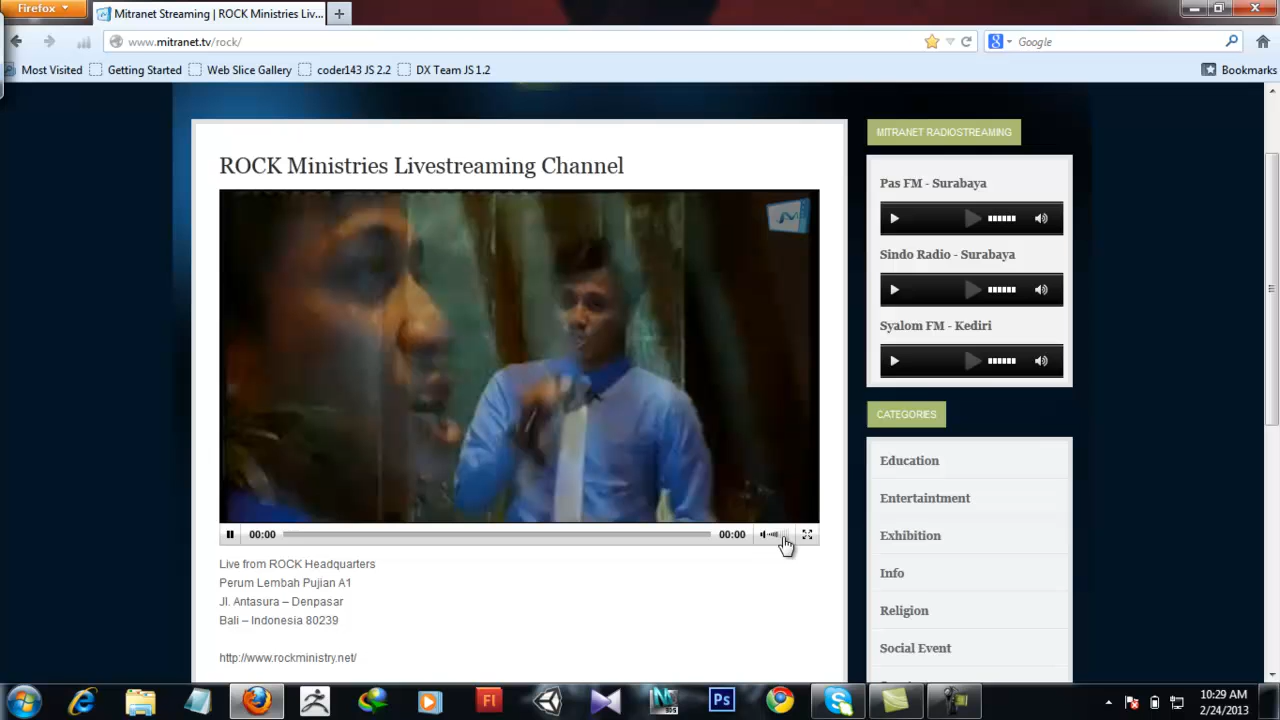 Firefox
Mitranet Streaming | ROCK Ministries Liv...
www.mitranet.tv/rock/
Google
Most Visited
Getting Started
Web Slice Gallery
coder143 JS 2.2
DX Team JS 1.2
Bookmarks
ROCK Ministries Livestreaming Channel
00:00
00:00
Live from ROCK Headquarters
Perum Lembah Pujian A1
Jl. Antasura – Denpasar
Bali – Indonesia 80239
http://www.rockministry.net/
MITRANET RADIOSTREAMING
Pas FM - Surabaya
Sindo Radio - Surabaya
Syalom FM - Kediri
CATEGORIES
Education
Entertaintment
Exhibition
Info
Religion
Social Event
Fl
Ps
10:29 AM
2/24/2013